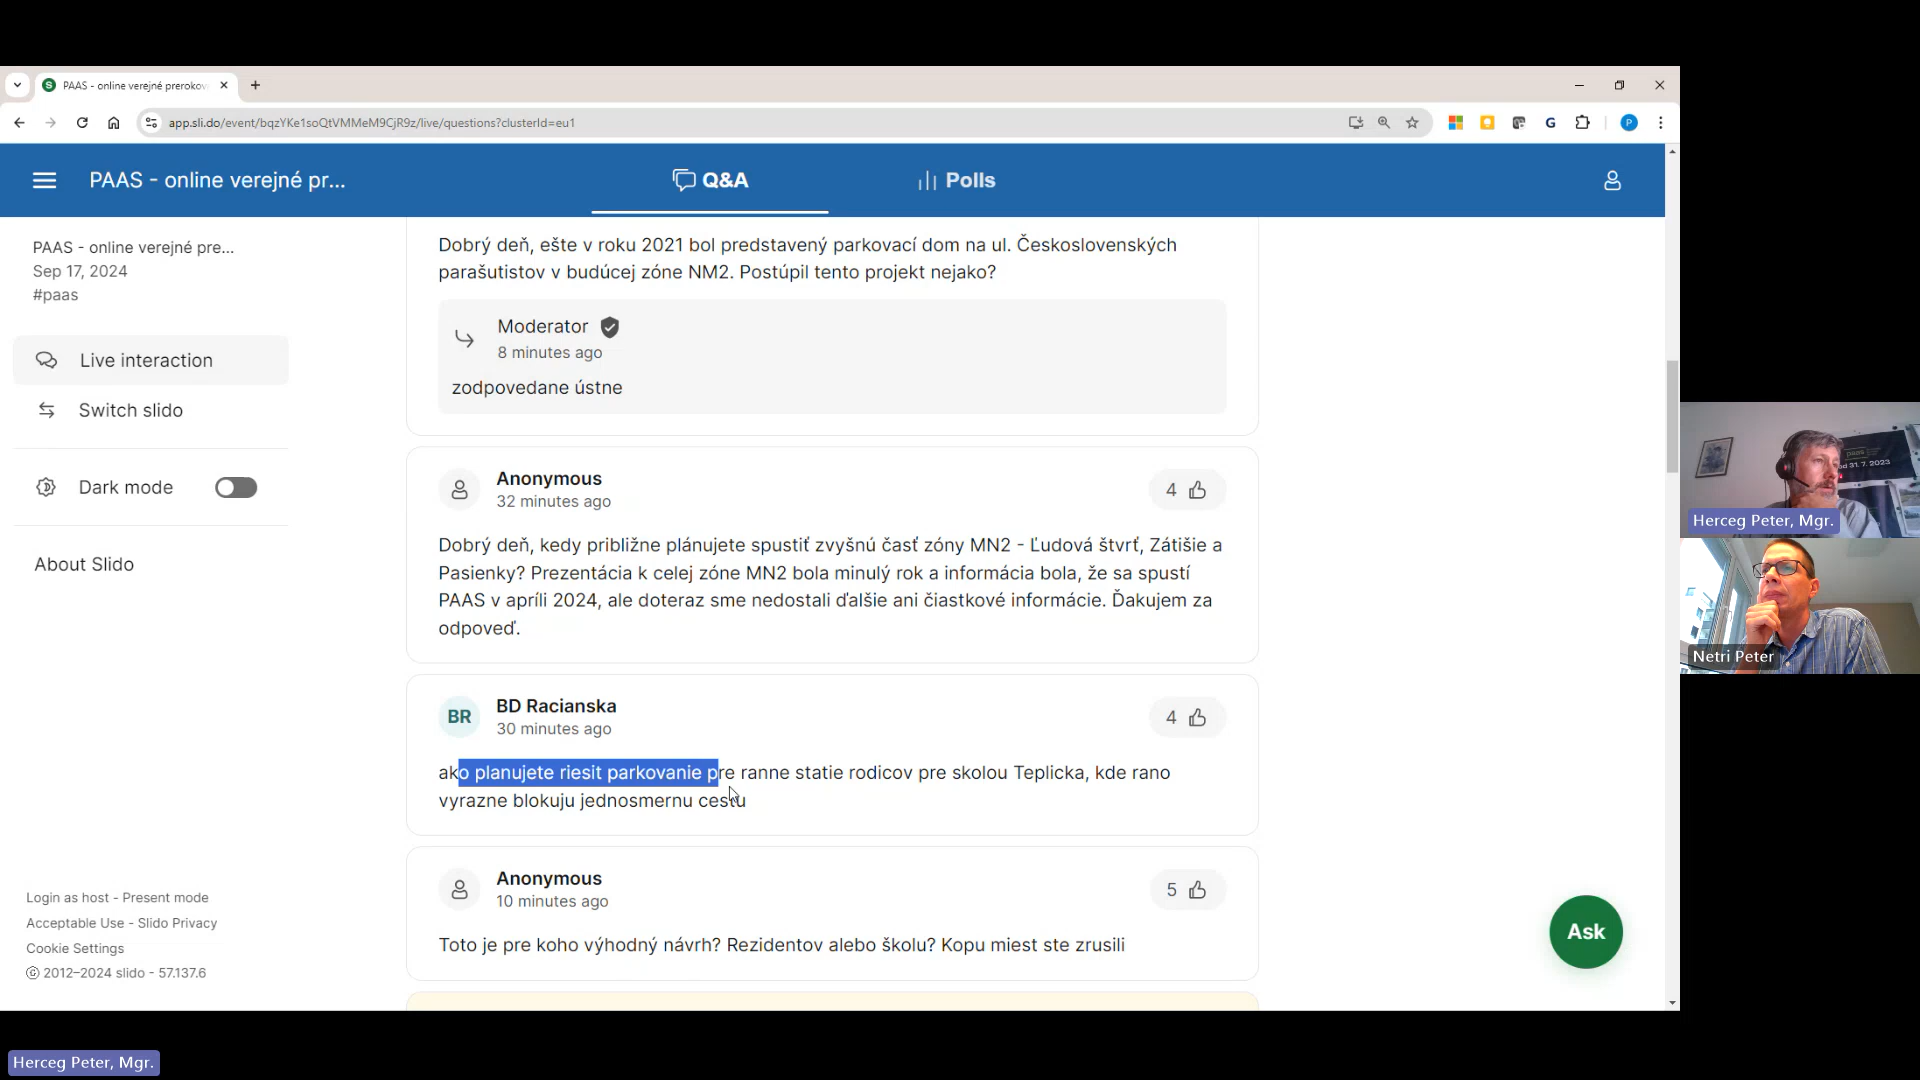 PAAS - online verejné prerokov
app.sli.do/event/bqzYKe1soQtVMMeM9CjR9z/live/questions?clusterId=eu1
G
P
PAAS - online verejné pr...
Q&A
Polls
PAAS - online verejné pre...
Sep 17, 2024
#paas
Live interaction
Switch slido
Dark mode
About Slido
Login as host - Present mode
Acceptable Use - Slido Privacy
Cookie Settings
© 2012–2024 slido - 57.137.6
Dobrý deň, ešte v roku 2021 bol predstavený parkovací dom na ul. Československých
parašutistov v budúcej zóne NM2. Postúpil tento projekt nejako?
Moderator
8 minutes ago
zodpovedane ústne
Anonymous
32 minutes ago
4
Dobrý deň, kedy približne plánujete spustiť zvyšnú časť zóny MN2 - Ľudová štvrť, Zátišie a
Pasienky? Prezentácia k celej zóne MN2 bola minulý rok a informácia bola, že sa spustí
PAAS v apríli 2024, ale doteraz sme nedostali ďalšie ani čiastkové informácie. Ďakujem za
odpoveď.
BR
BD Racianska
30 minutes ago
4
ako planujete riesit parkovanie pre ranne statie rodicov pre skolou Teplicka, kde rano
vyrazne blokuju jednosmernu cestu
Anonymous
10 minutes ago
5
Toto je pre koho výhodný návrh? Rezidentov alebo školu? Kopu miest ste zrusili
Ask
od 31. 7. 2023
Herceg Peter, Mgr.
Netri Peter
Herceg Peter, Mgr.